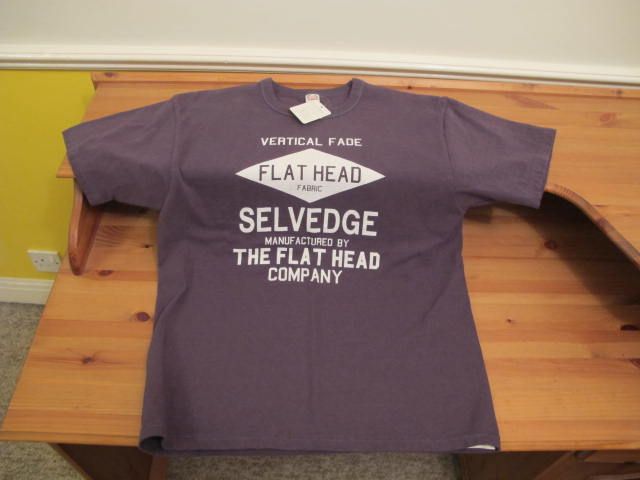 VERTICAL FADE
FLAT HEAD
FABRIC
SELVEDGE
MANUFACTURED BY
THE FLAT HEAD
COMPANY